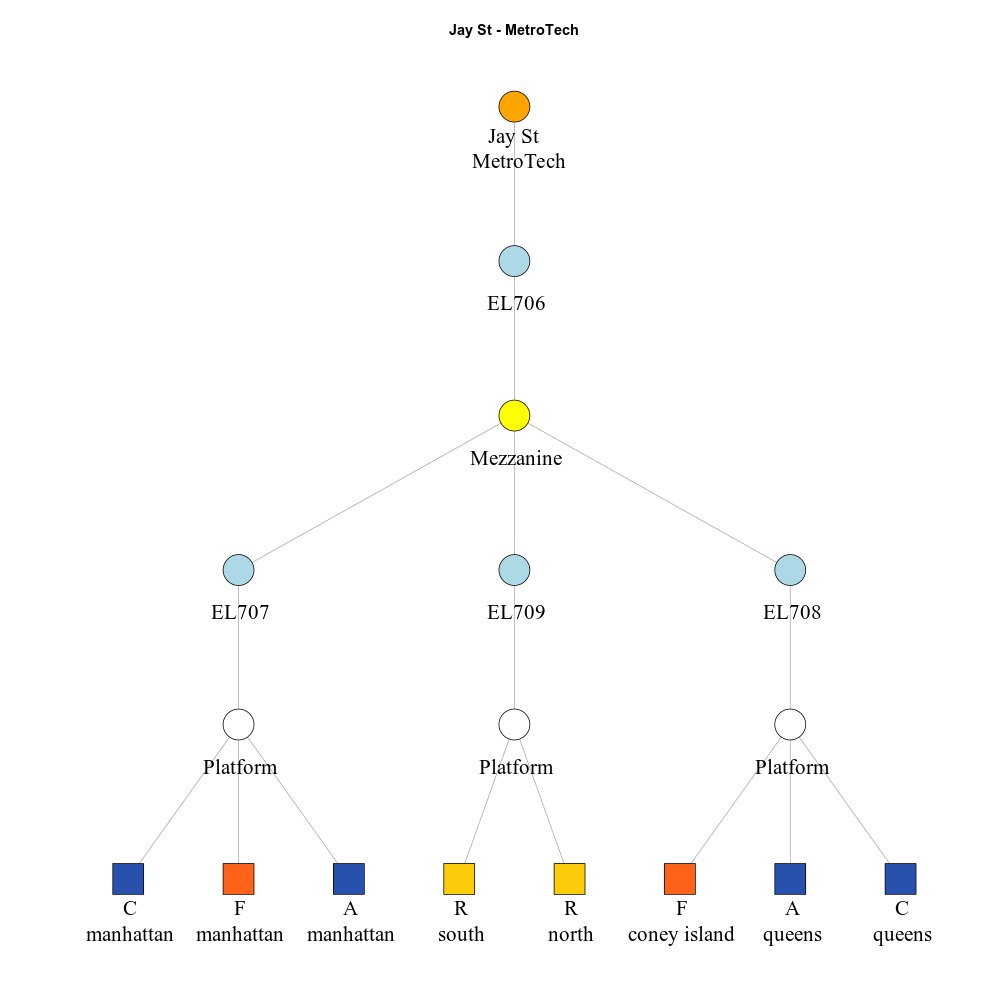 Jay St - MetroTech
Jay St
MetroTech
EL706
Mezzanine
EL707
EL709
EL708
Platform
Platform
Platform
C
manhattan
F
manhattan
A
manhattan
R
south
R
north
F
coney island
A
queens
C
queens